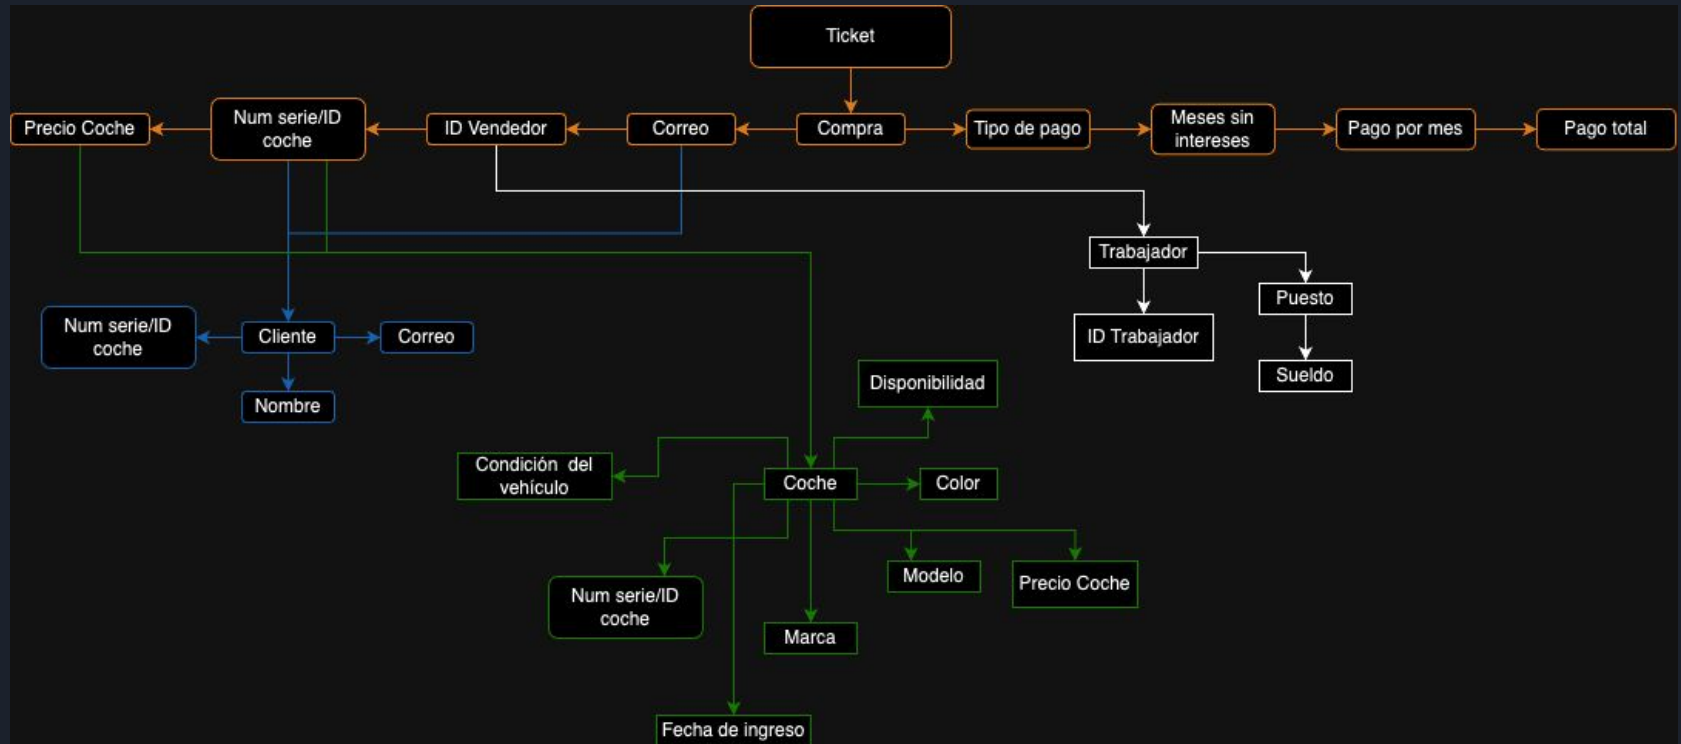 Ticket
Precio Coche
Num serie/ID
coche
ID Vendedor
Correo
Compra
Tipo de pago
Meses sin
intereses
Pago por mes
Pago total
Trabajador
Puesto
ID Trabajador
Sueldo
Num serie/ID
coche
Cliente
Correo
Nombre
Disponibilidad
Condición del
vehículo
Coche
Color
Modelo
Precio Coche
Num serie/ID
coche
Marca
Fecha de ingreso